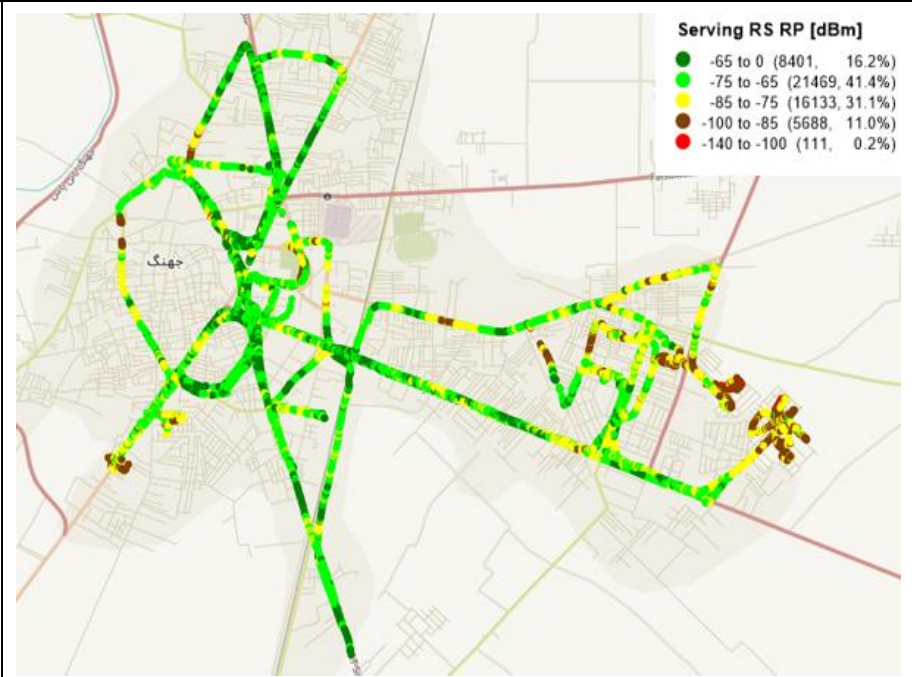 Serving RS RP [dBm]
-65 to 0 (8401, 16.2%)
-75 to -65 (21469, 41.4%)
-85 to -75 (16133, 31.1%)
-100 to -85 (5688, 11.0%)
-140 to -100 (111, 0.2%)
جھنگ